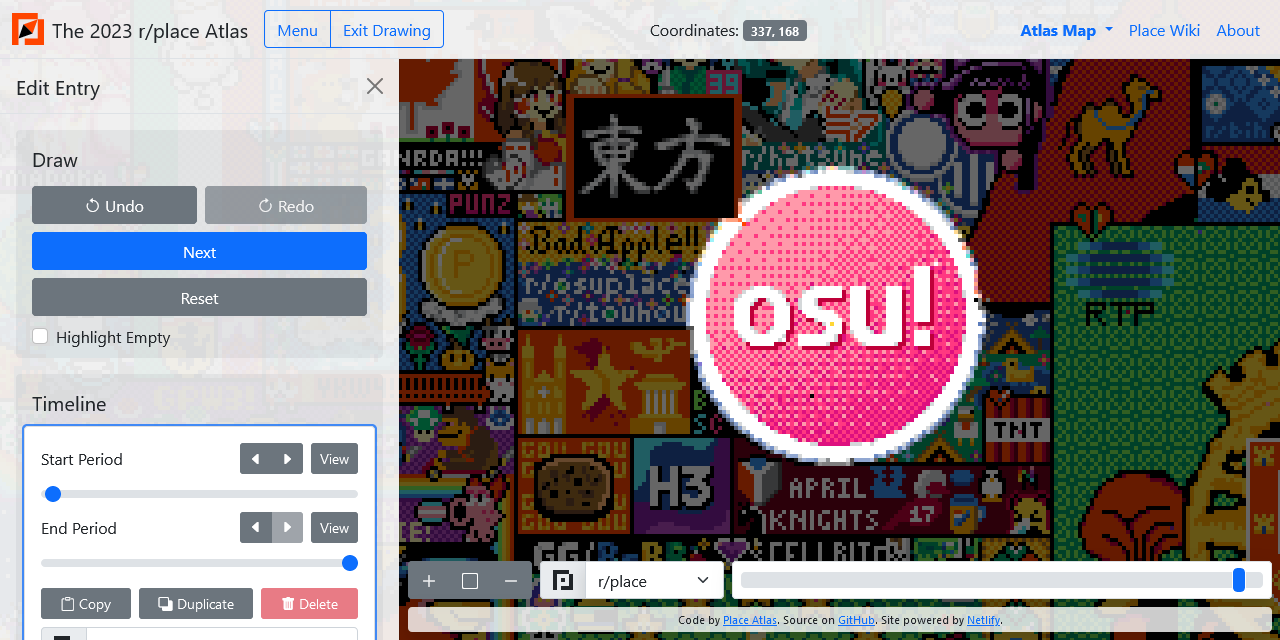 The 2023 r/place Atlas
Menu
Exit Drawing
Coordinates: 337, 168
Atlas Map
Place Wiki
About
Edit Entry
Draw
Undo
Redo
Next
Reset
Highlight Empty
Timeline
Start Period
View
End Period
View
Copy
Duplicate
Delete
39
東方
PUNZ
P
Bad Apple!!
r/osuplace
r/touhou
osu!
RTP
TNT
H3
APRIL
KNIGHTS
17
r/place
Code by Place Atlas. Source on GitHub. Site powered by Netlify.